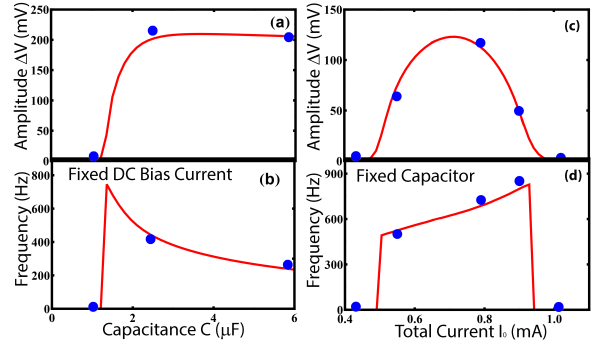 250
200
150
100
50
0
Amplitude ΔV (mV)
(a)
150
100
50
0
Amplitude ΔV (mV)
(c)
Fixed DC Bias Current
(b)
800
600
400
200
0
Frequency (Hz)
0
2
4
6
Capacitance C (μF)
Fixed Capacitor
(d)
900
600
300
0
Frequency (Hz)
0.4
0.6
0.8
1.0
Total Current I₀ (mA)